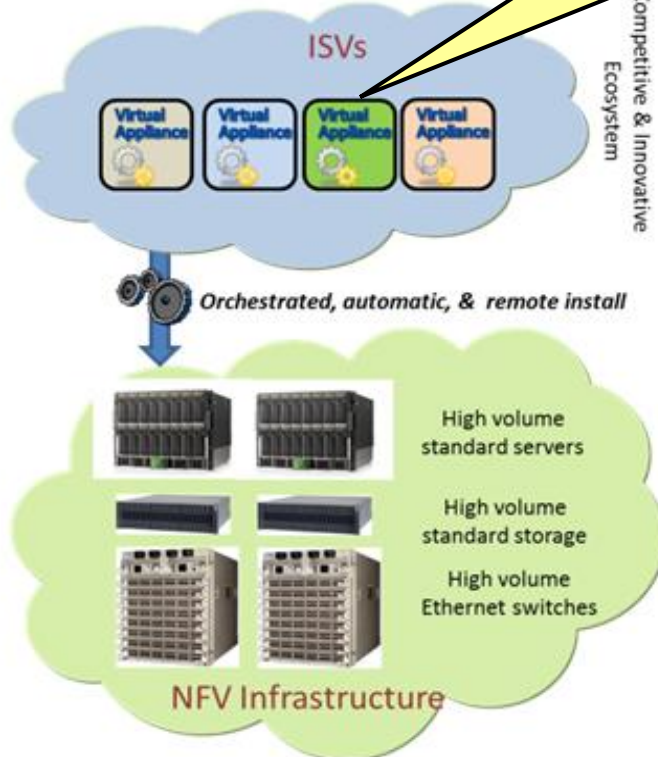 ISVs
Virtual
Appliance
Virtual
Appliance
Virtual
Appliance
Virtual
Appliance
Competitive & Innovative
Ecosystem
Orchestrated, automatic, & remote install
High volume
standard servers
High volume
standard storage
High volume
Ethernet switches
NFV Infrastructure